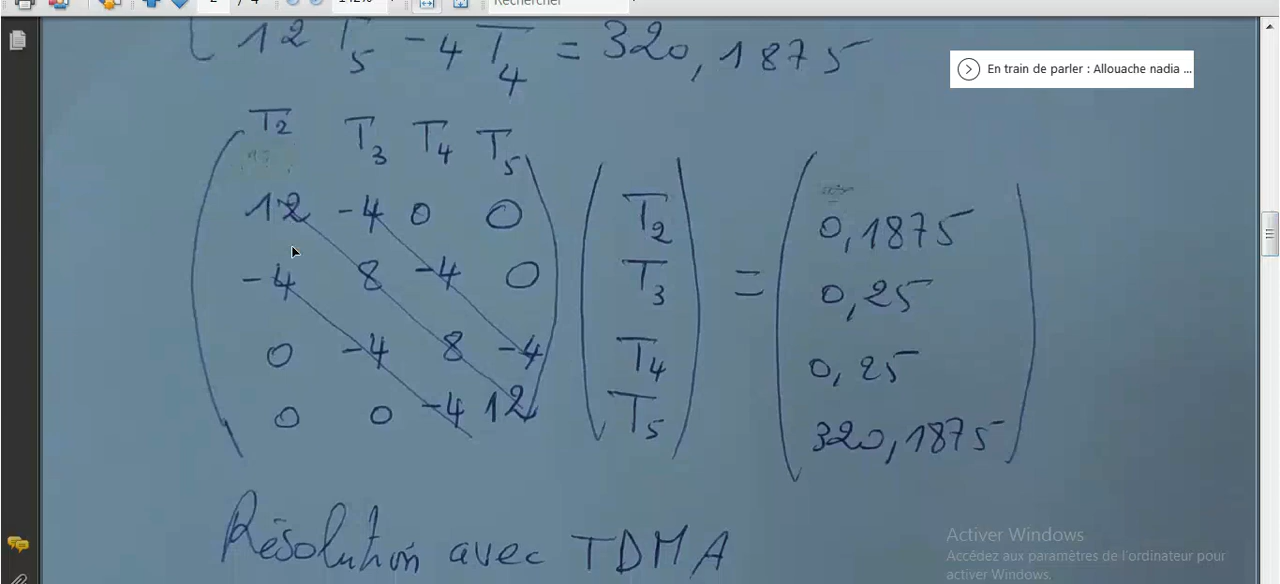 2 / 4 142% Rechercher
12 T5 - 4 T4 = 320,1875
En train de parler : Allouache nadia ...
T2 T3 T4 T5
12 -4 0 0 T2 0,1875
-4 8 -4 0 T3 = 0,25
0 -4 8 -4 T4 0,25
0 0 -4 12 T5 320,1875
Résolution avec TDMA
Activer Windows
Accédez aux paramètres de l'ordinateur pour
activer Windows.